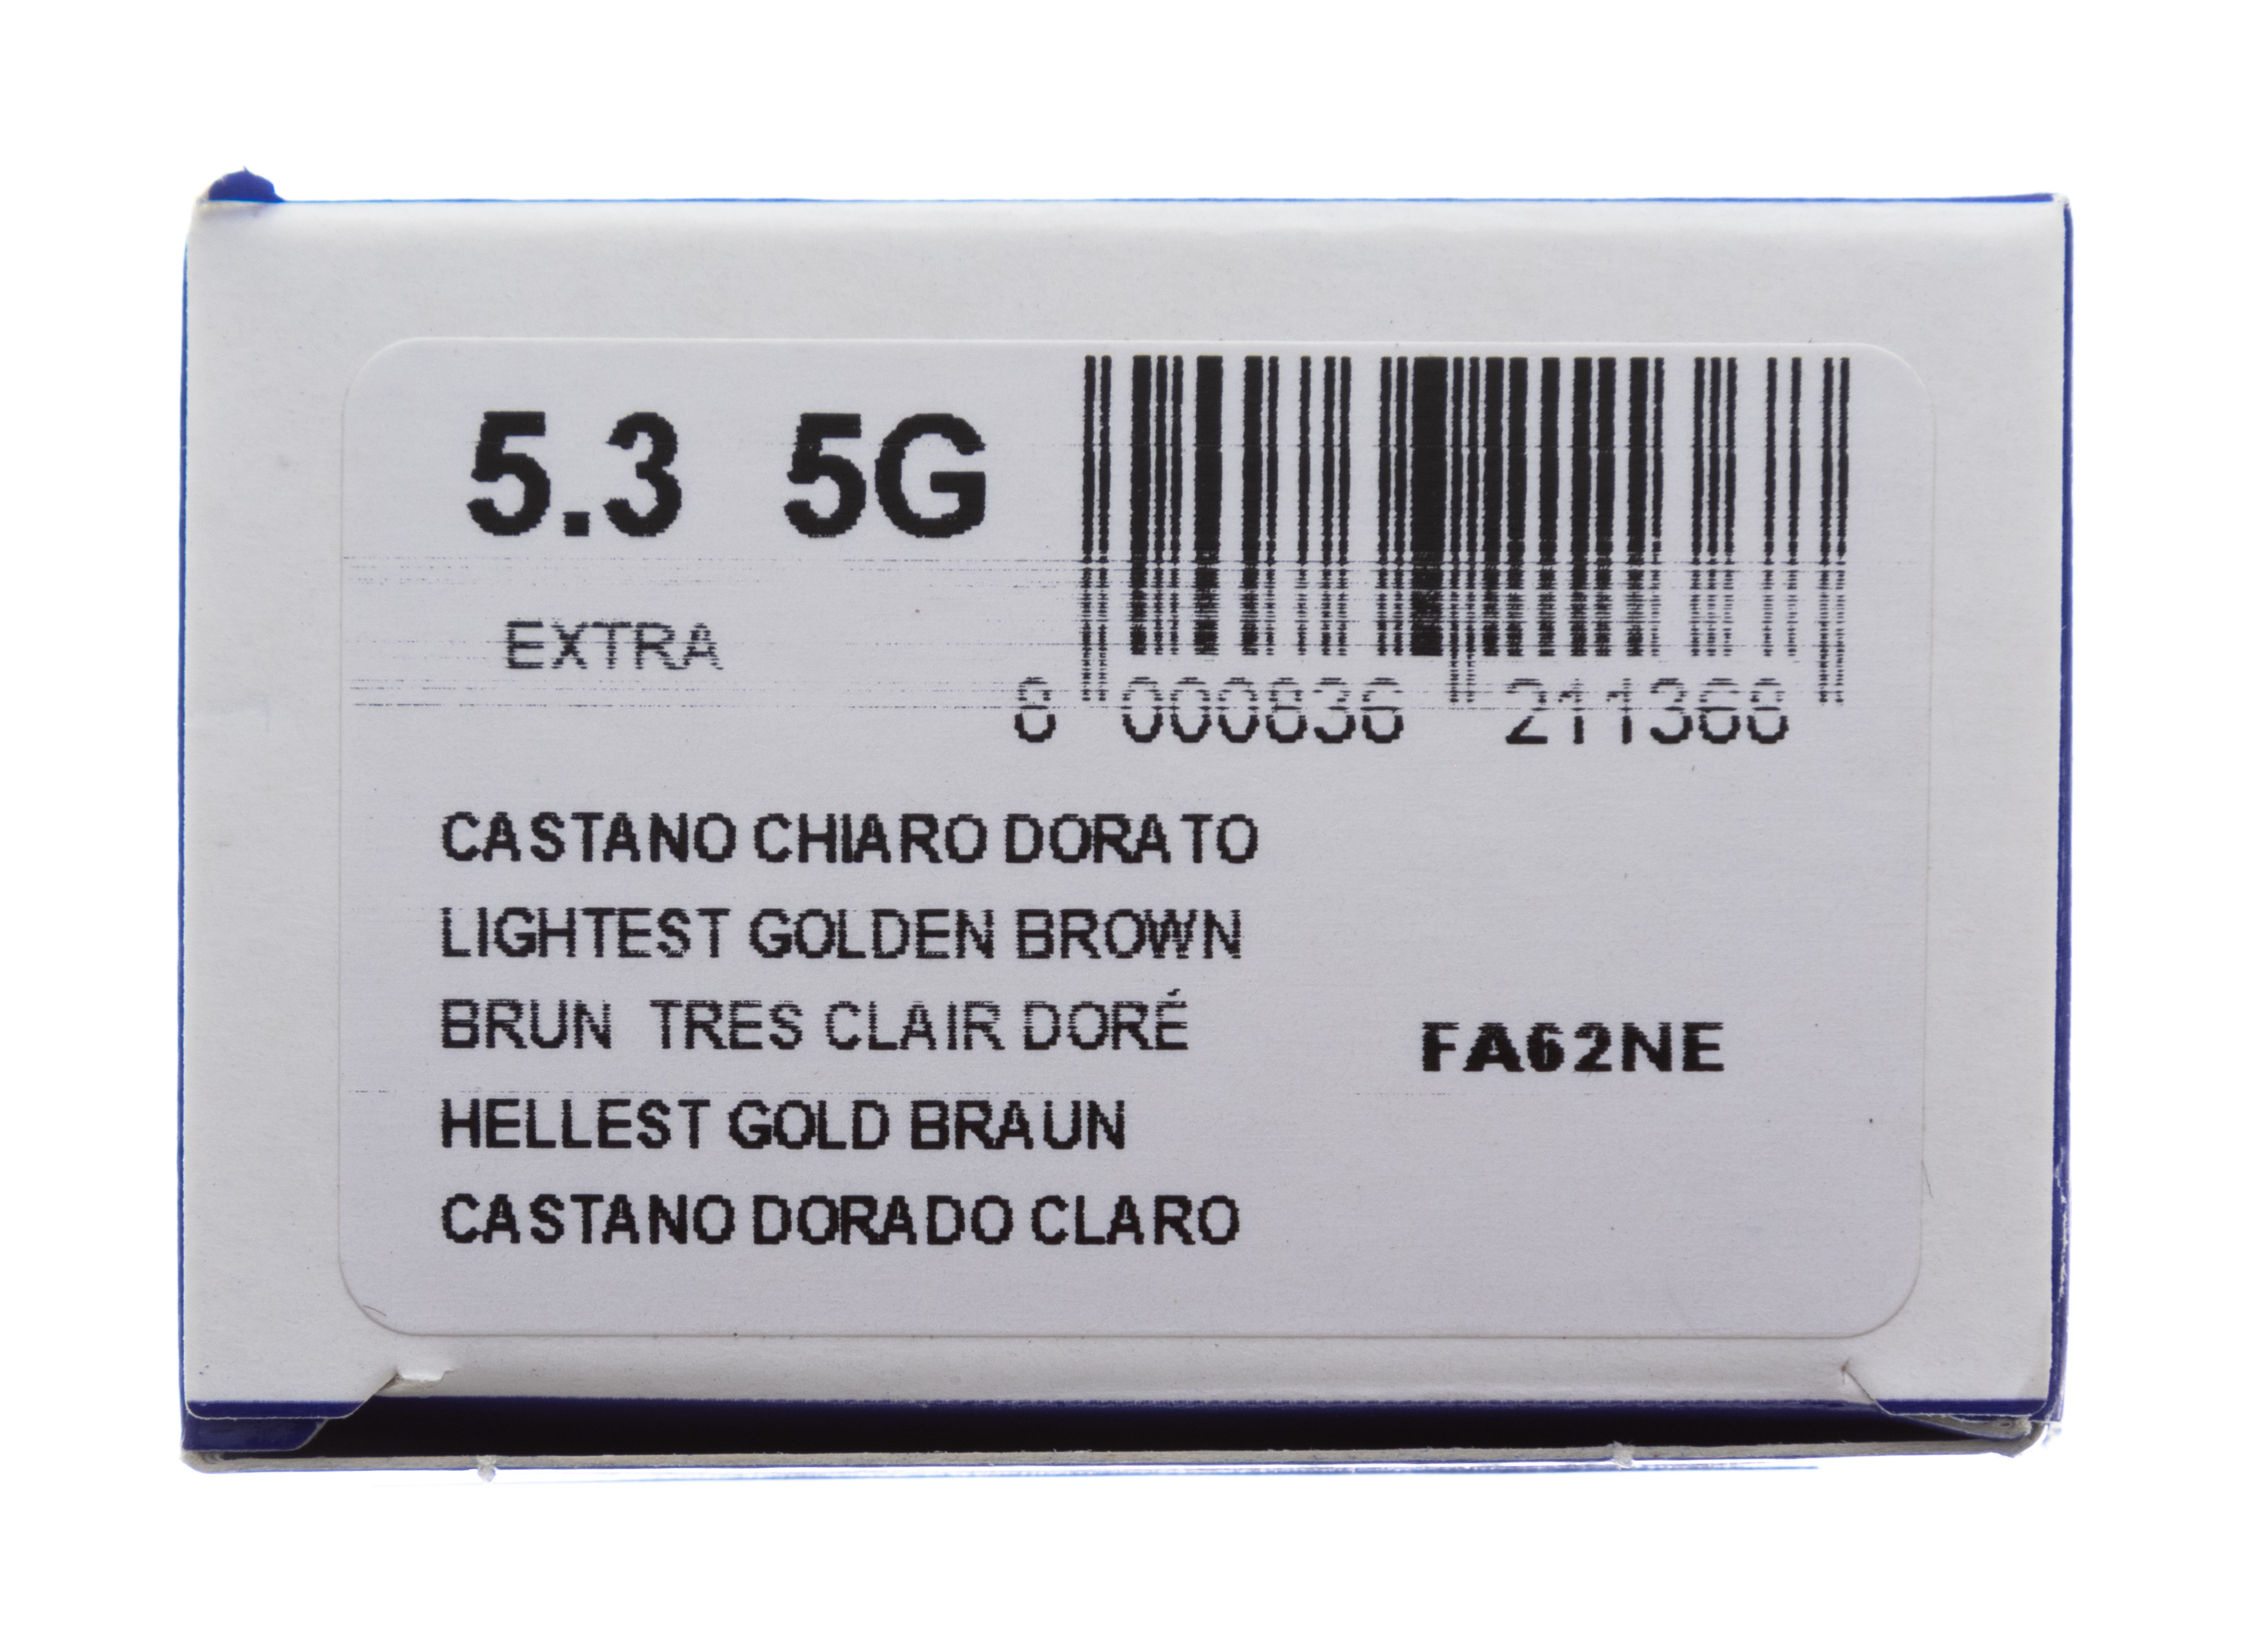 5.3 5G
EXTRA
8 000836 211368
CASTANO CHIARO DORATO
LIGHTEST GOLDEN BROWN
BRUN TRES CLAIR DORÉ
HELLEST GOLD BRAUN
CASTANO DORADO CLARO
FA62NE